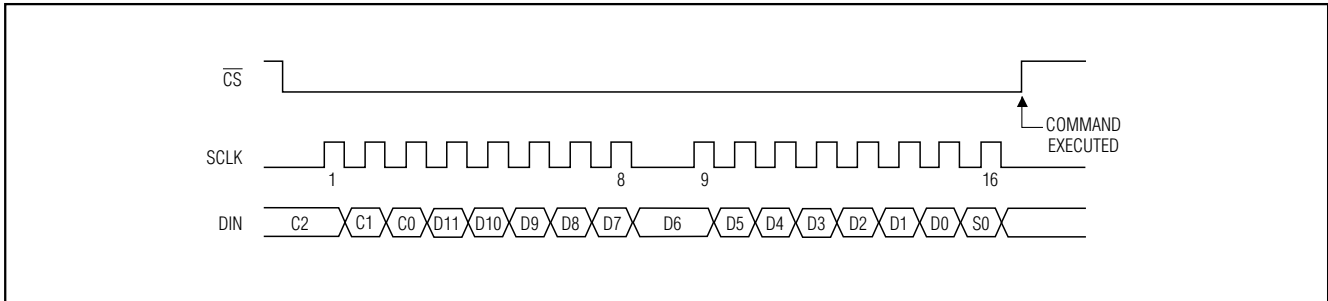 CS
COMMAND
EXECUTED
SCLK
1 8 9 16
DIN C2 C1 C0 D11 D10 D9 D8 D7 D6 D5 D4 D3 D2 D1 D0 S0